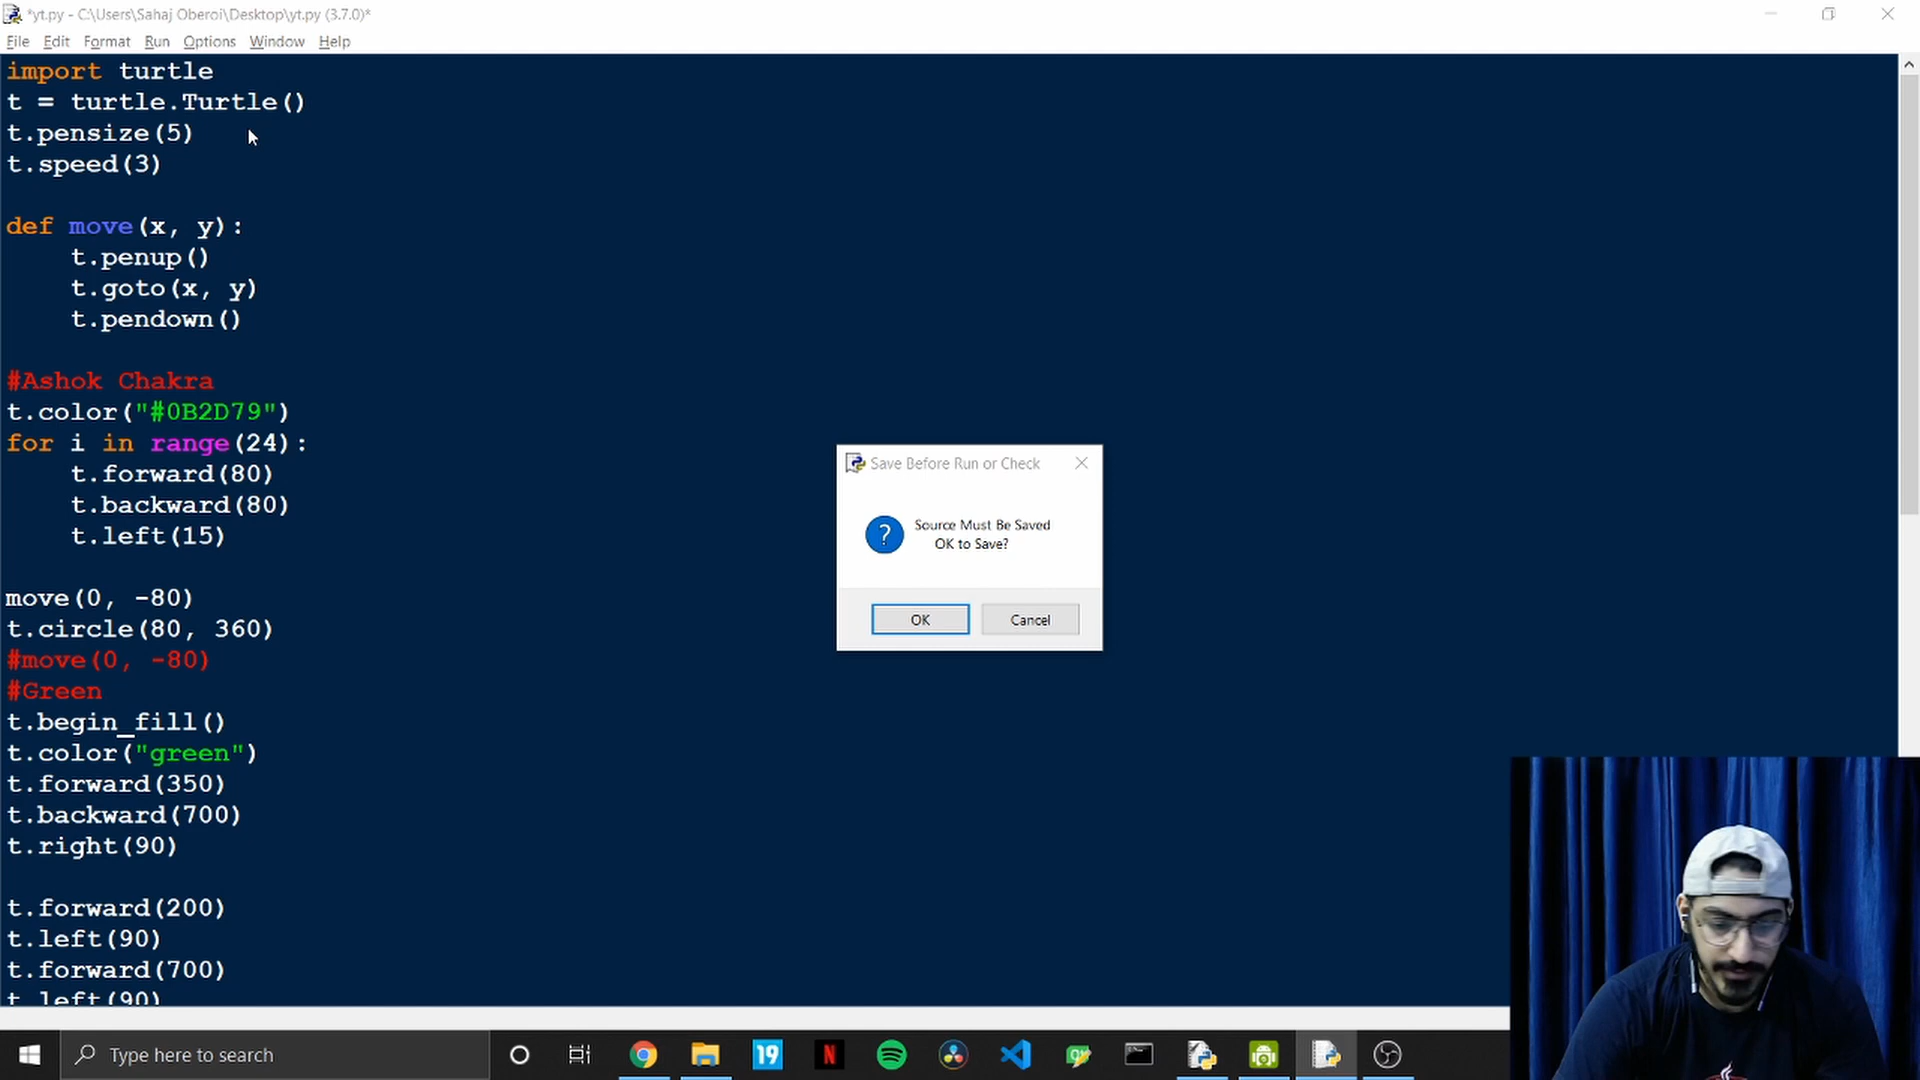 *yt.py - C:\Users\Sahaj Oberoi\Desktop\yt.py (3.7.0)*
File Edit Format Run Options Window Help
import turtle
t = turtle.Turtle()
t.pensize(5)
t.speed(3)
def move(x, y):
    t.penup()
    t.goto(x, y)
    t.pendown()
#Ashok Chakra
t.color("#0B2D79")
for i in range(24):
    t.forward(80)
    t.backward(80)
    t.left(15)
move(0, -80)
t.circle(80, 360)
#move(0, -80)
#Green
t.begin_fill()
t.color("green")
t.forward(350)
t.backward(700)
t.right(90)
t.forward(200)
t.left(90)
t.forward(700)
t.left(90)
Save Before Run or Check
Source Must Be Saved
OK to Save?
OK Cancel
Type here to search
19
N